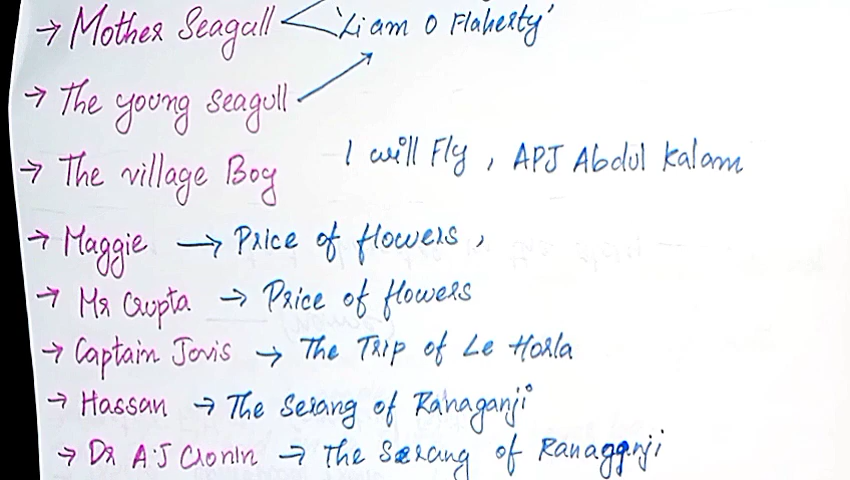 → Mother Seagull 'Liam O Flaherty'
→ The young seagull
I will Fly, APJ Abdul Kalam
→ The village Boy
→ Maggie → Price of flowers,
→ Mr Gupta → Price of flowers
→ Captain Jovis → The Trip of Le Horla
→ Hassan → The Serang of Ranaganji
→ Dr A.J Cronin → The Serang of Ranaganji